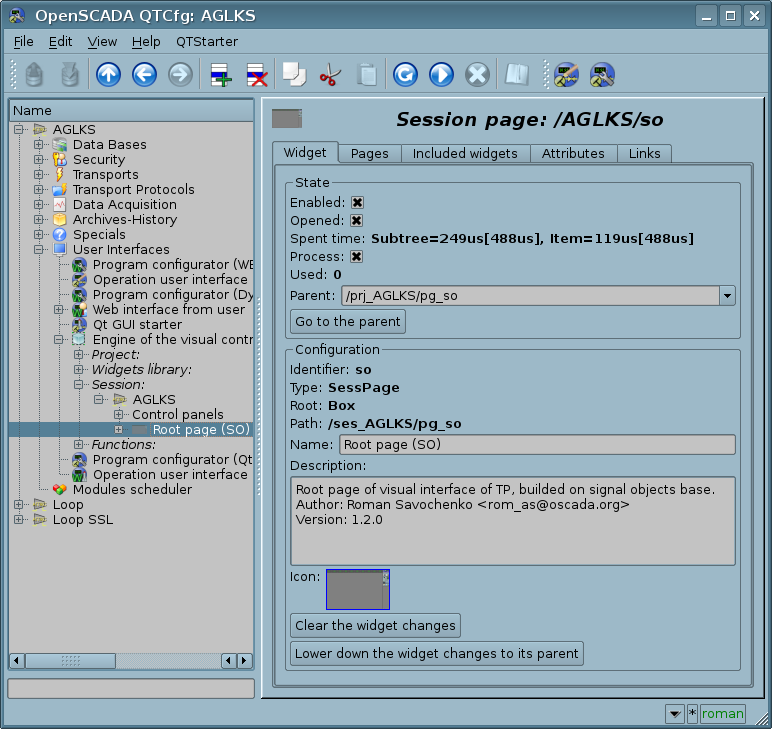 OpenSCADA QTCfg: AGLKS
File Edit View Help QTStarter
Name
AGLKS
Data Bases
Security
Transports
Transport Protocols
Data Acquisition
Archives-History
Specials
User Interfaces
Program configurator (WE
Operation user interface
Program configurator (Dy
Web interface from user
Qt GUI starter
Engine of the visual contr
Project:
Widgets library:
Session:
AGLKS
Control panels
Root page (SO)
Functions:
Program configurator (Qt
Operation user interface
Modules scheduler
Loop
Loop SSL
Session page: /AGLKS/so
Widget Pages Included widgets Attributes Links
State
Enabled:
Opened:
Spent time: Subtree=249us[488us], Item=119us[488us]
Process:
Used: 0
Parent: /prj_AGLKS/pg_so
Go to the parent
Configuration
Identifier: so
Type: SessPage
Root: Box
Path: /ses_AGLKS/pg_so
Name: Root page (SO)
Description:
Root page of visual interface of TP, builded on signal objects base.
Author: Roman Savochenko <rom_as@oscada.org>
Version: 1.2.0
Icon:
Clear the widget changes
Lower down the widget changes to its parent
* roman